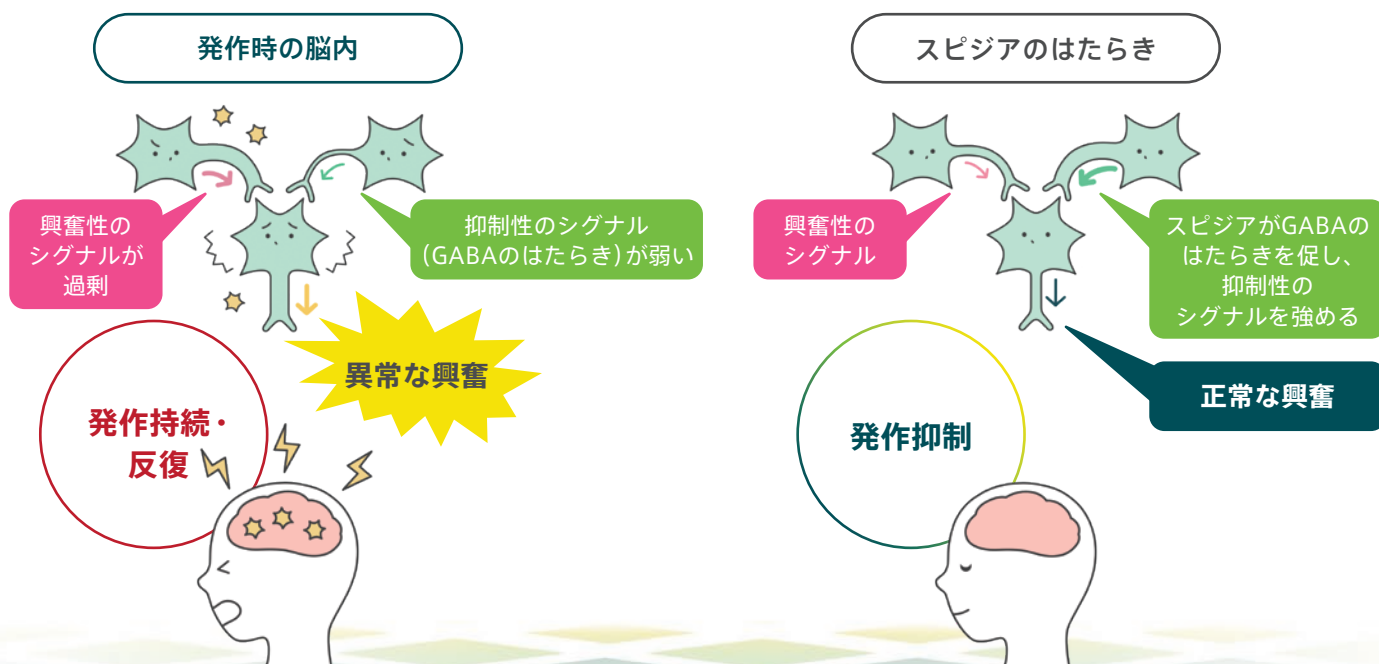 発作時の脳内
興奮性の
シグナルが
過剰
抑制性のシグナル
(GABAのはたらき)が弱い
異常な興奮
発作持続・
反復
スピジアのはたらき
興奮性の
シグナル
スピジアがGABAの
はたらきを促し、
抑制性の
シグナルを強める
正常な興奮
発作抑制